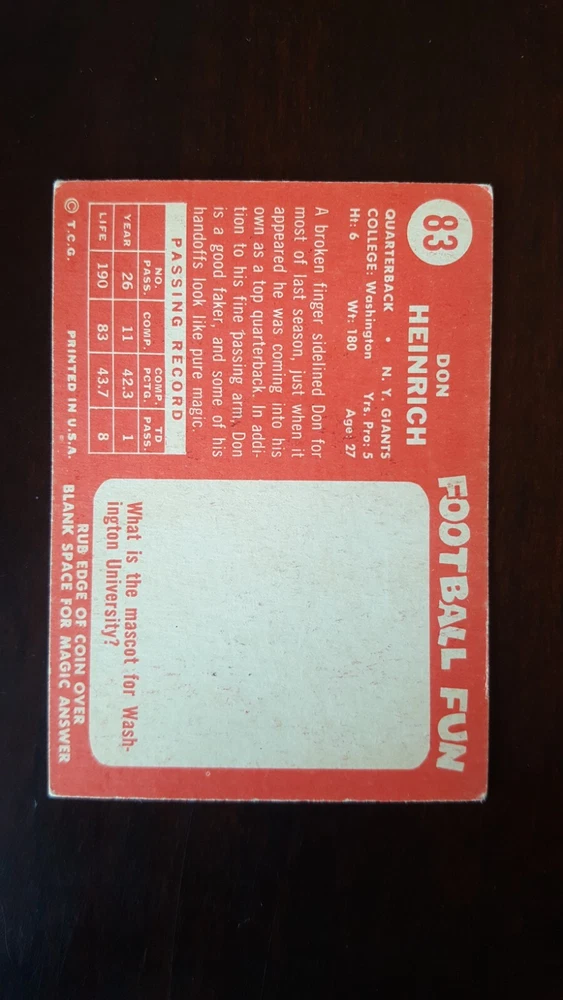 83
DON
HEINRICH
QUARTERBACK • N. Y. GIANTS
COLLEGE: Washington Yrs. Pro: 5
Ht: 6 Wt: 180 Age: 27
A broken finger sidelined Don for
most of last season, just when it
appeared he was coming into his
own as a top quarterback. In addi-
tion to his fine passing arm, Don
is a good faker, and some of his
handoffs look like pure magic.
PASSING RECORD
NO. PASS. COMP. COMP. PCTG. TD PASS.
YEAR 26 11 42.3 1
LIFE 190 83 43.7 8
© T.C.G. PRINTED IN U.S.A.
FOOTBALL FUN
What is the mascot for Wash-
ington University?
RUB EDGE OF COIN OVER
BLANK SPACE FOR MAGIC ANSWER